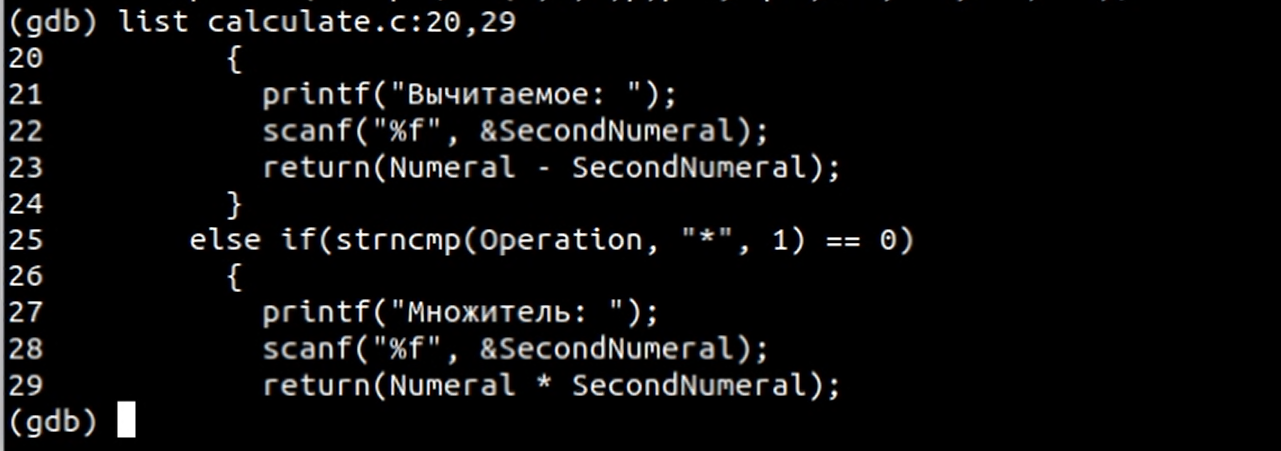 (gdb) list calculate.c:20,29
20          {
21            printf("Вычитаемое: ");
22            scanf("%f", &SecondNumeral);
23            return(Numeral - SecondNumeral);
24          }
25        else if(strncmp(Operation, "*", 1) == 0)
26          {
27            printf("Множитель: ");
28            scanf("%f", &SecondNumeral);
29            return(Numeral * SecondNumeral);
(gdb)